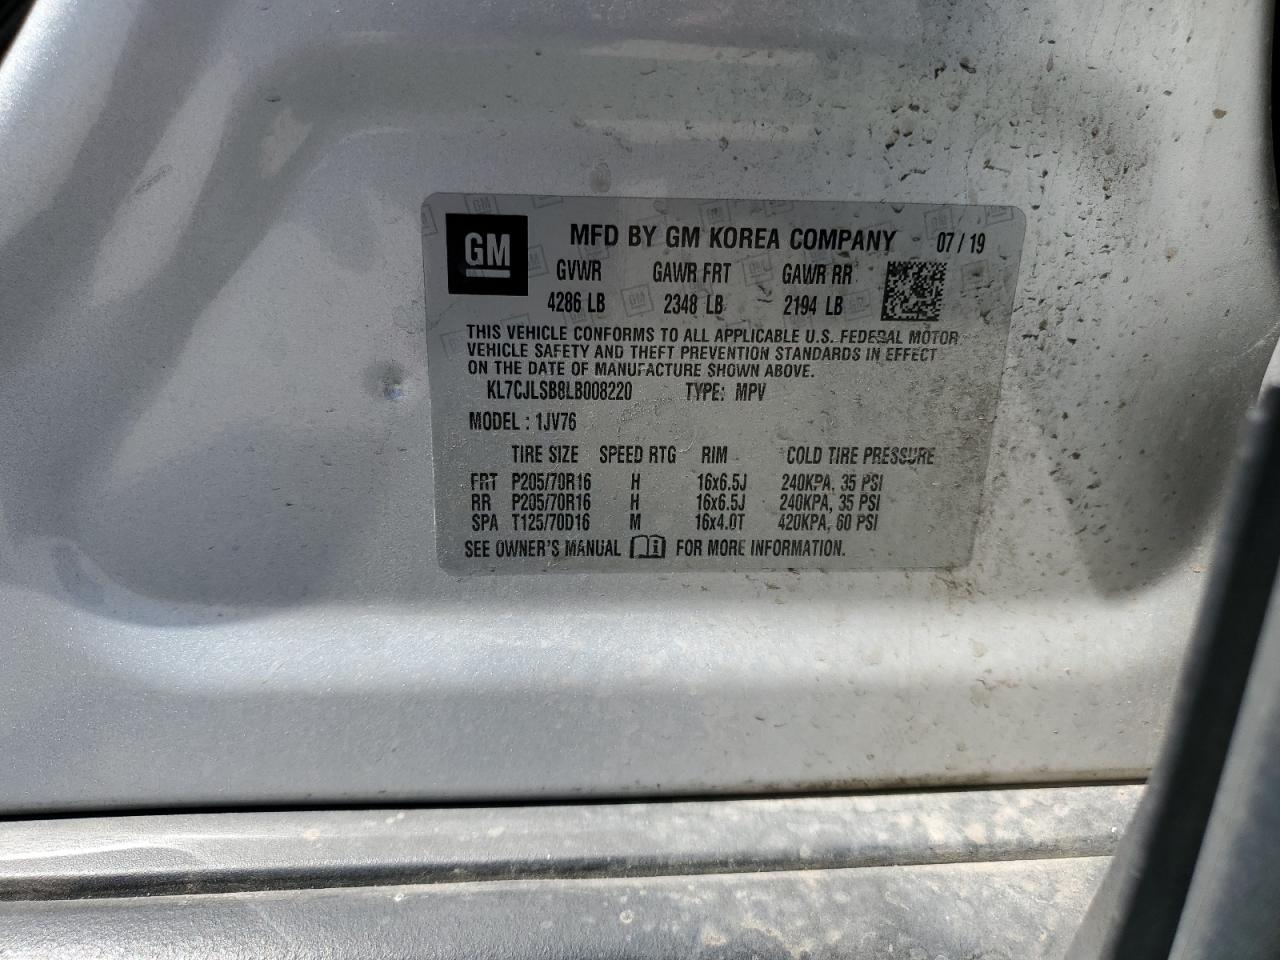 GM
MFD BY GM KOREA COMPANY 07 / 19
GVWR GAWR FRT GAWR RR
4286 LB 2348 LB 2194 LB
THIS VEHICLE CONFORMS TO ALL APPLICABLE U.S. FEDERAL MOTOR
VEHICLE SAFETY AND THEFT PREVENTION STANDARDS IN EFFECT
ON THE DATE OF MANUFACTURE SHOWN ABOVE.
KL7CJLSB8LB008220 TYPE: MPV
MODEL : 1JV76
TIRE SIZE SPEED RTG RIM COLD TIRE PRESSURE
FRT P205/70R16 H 16x6.5J 240KPA, 35 PSI
RR P205/70R16 H 16x6.5J 240KPA, 35 PSI
SPA T125/70D16 M 16x4.0T 420KPA, 60 PSI
SEE OWNER'S MANUAL FOR MORE INFORMATION.